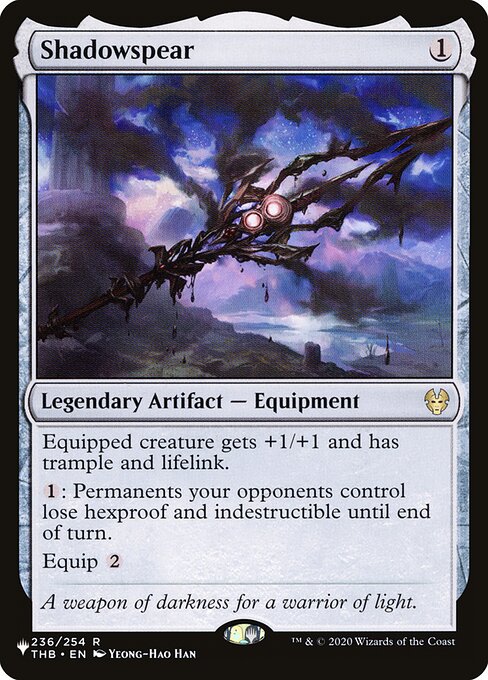 Shadowspear 1
Legendary Artifact — Equipment
Equipped creature gets +1/+1 and has
trample and lifelink.
1: Permanents your opponents control
lose hexproof and indestructible until end
of turn.
Equip 2
A weapon of darkness for a warrior of light.
236/254 R
THB • EN Yeong-Hao Han
™ & © 2020 Wizards of the Coast